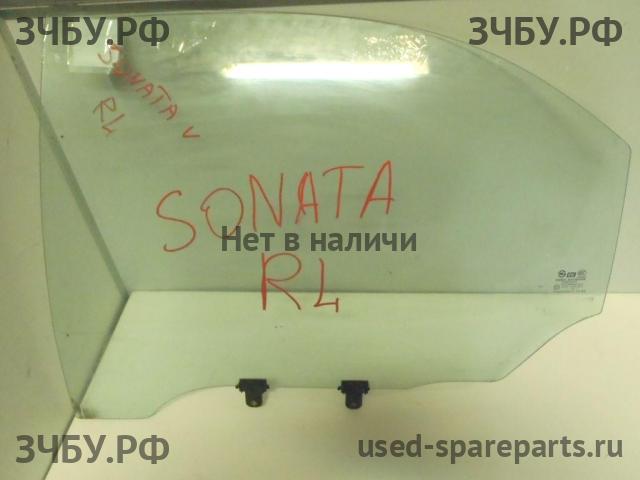 ЗЧБУ.РФ
ЗЧБУ.РФ
SONATA V
RL
SONATA
Нет в наличи
RL
ЗЧБУ.РФ
used-spareparts.ru